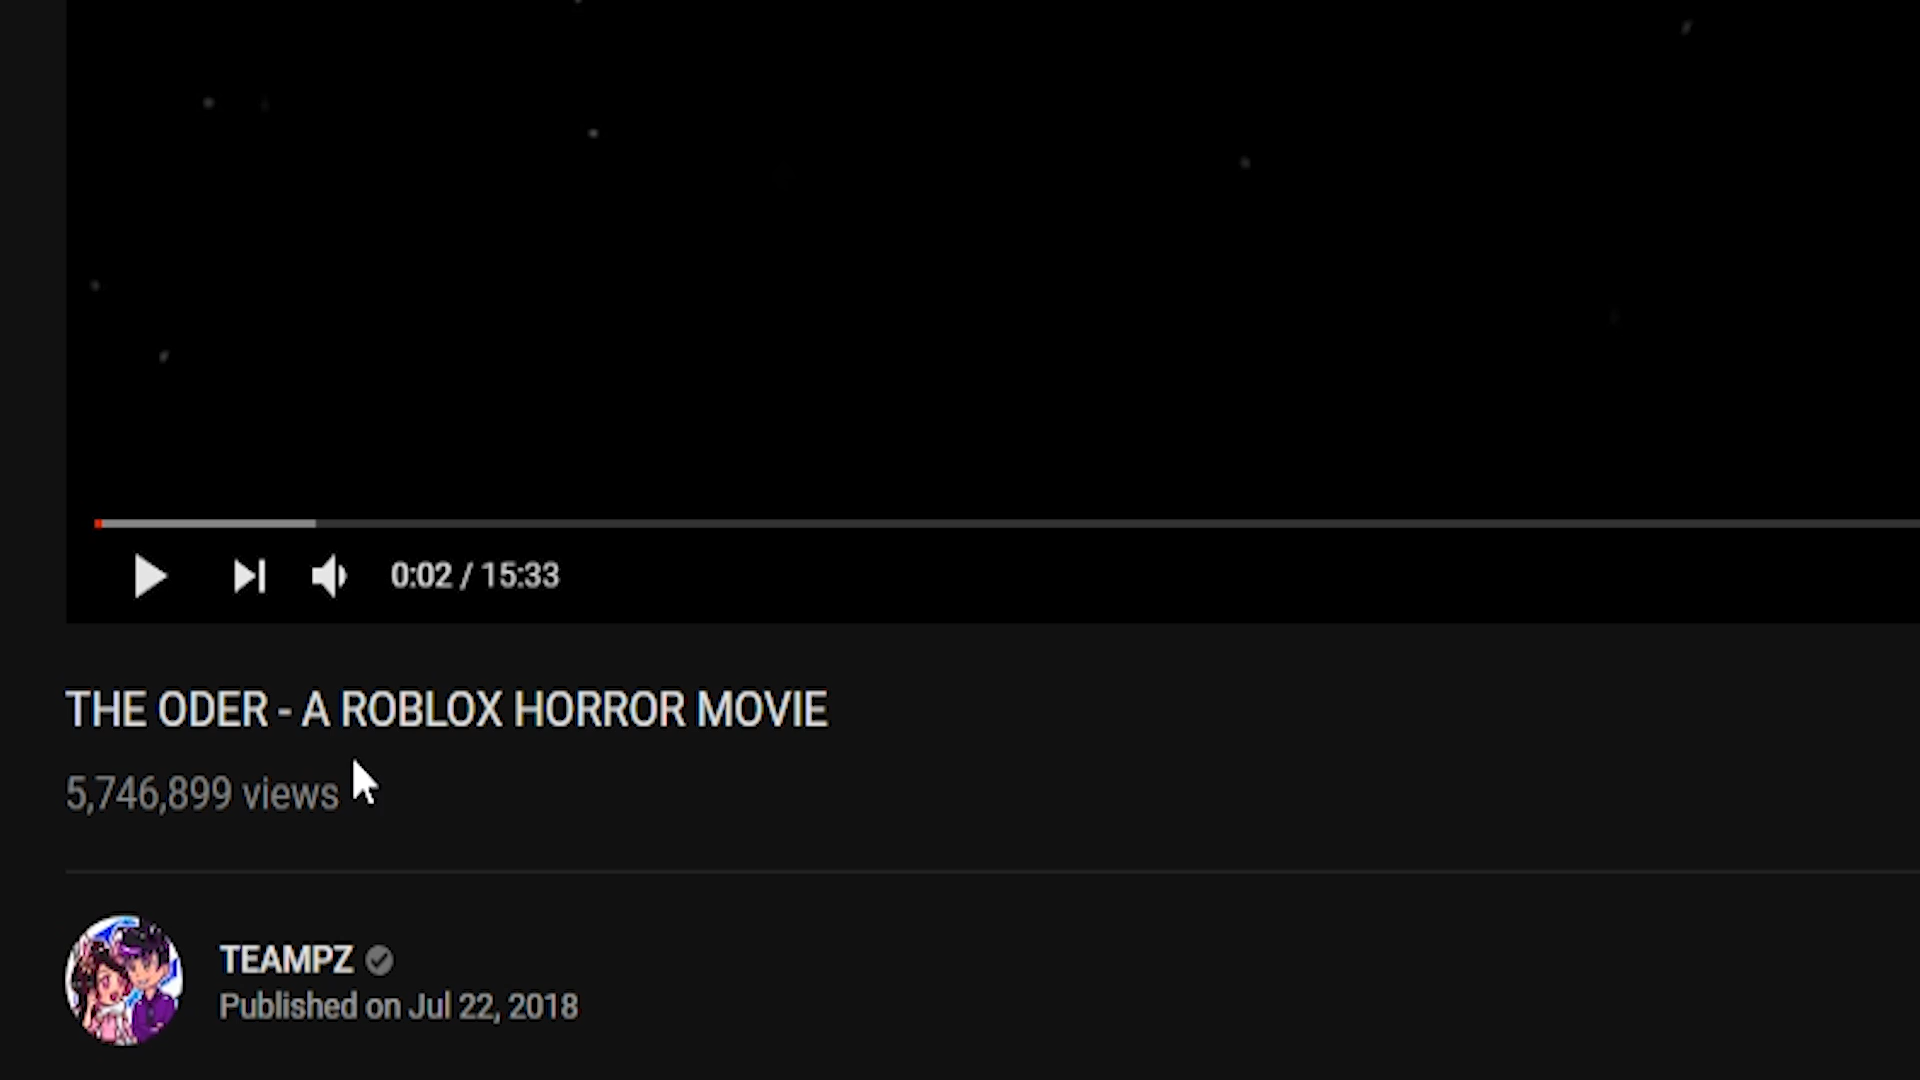 0:02 / 15:33
THE ODER - A ROBLOX HORROR MOVIE
5,746,899 views
TEAMPZ
Published on Jul 22, 2018